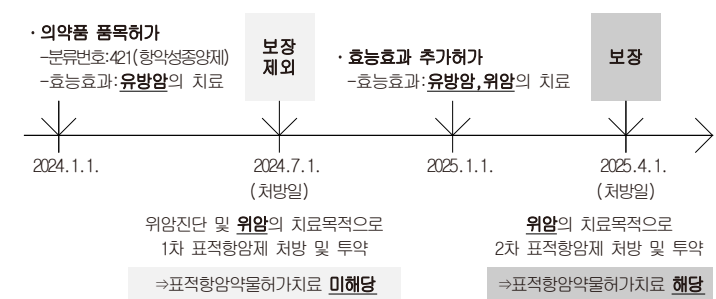 · 의약품 품목허가
-분류번호:421(항악성종양제)
-효능효과:유방암의 치료
보장
제외
· 효능효과 추가허가
-효능효과:유방암,위암의 치료
보장
2024.1.1.
2024.7.1.
(처방일)
2025.1.1.
2025.4.1.
(처방일)
위암진단 및 위암의 치료목적으로
1차 표적항암제 처방 및 투약
⇒표적항암약물허가치료 미해당
위암의 치료목적으로
2차 표적항암제 처방 및 투약
⇒표적항암약물허가치료 해당